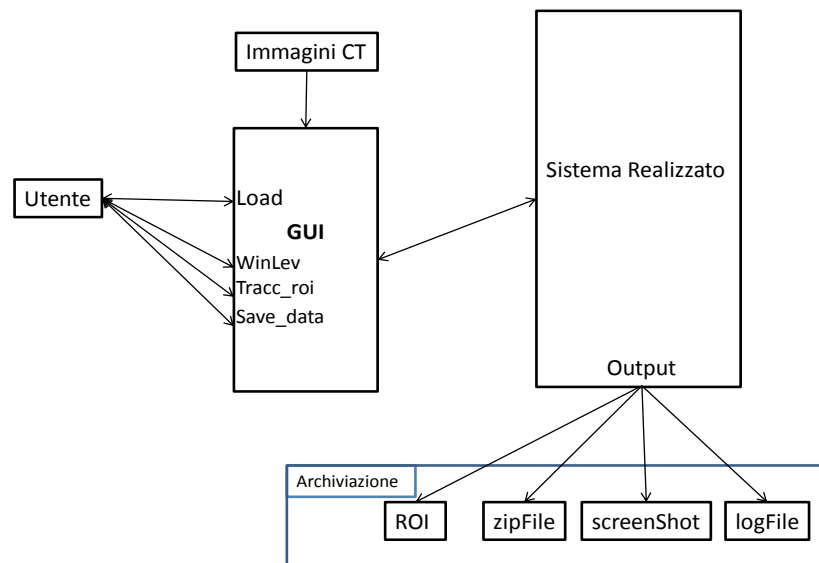 Immagini CT
Utente
Load
GUI
WinLev
Tracc_roi
Save_data
Sistema Realizzato
Output
Archiviazione
ROI
zipFile
screenShot
logFile